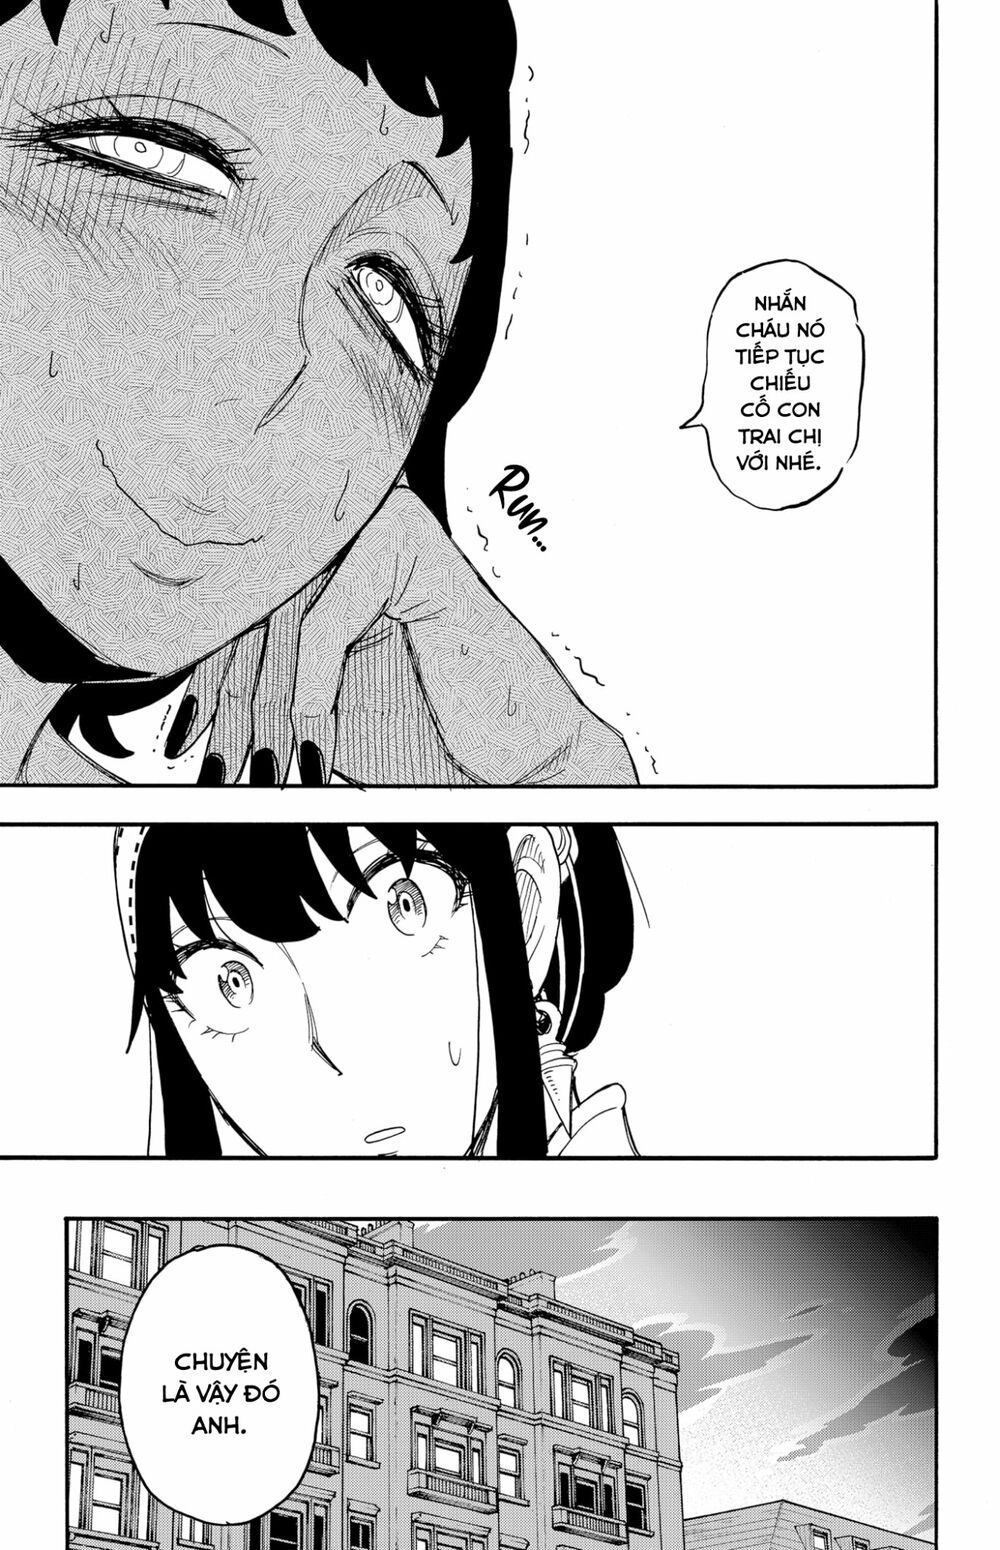 NHẮN
CHÁU NÓ
TIẾP TỤC
CHIẾU
CỐ CON
TRAI CHỊ
VỚI NHÉ.
Run...
CHUYỆN
LÀ VẬY ĐÓ
ANH.